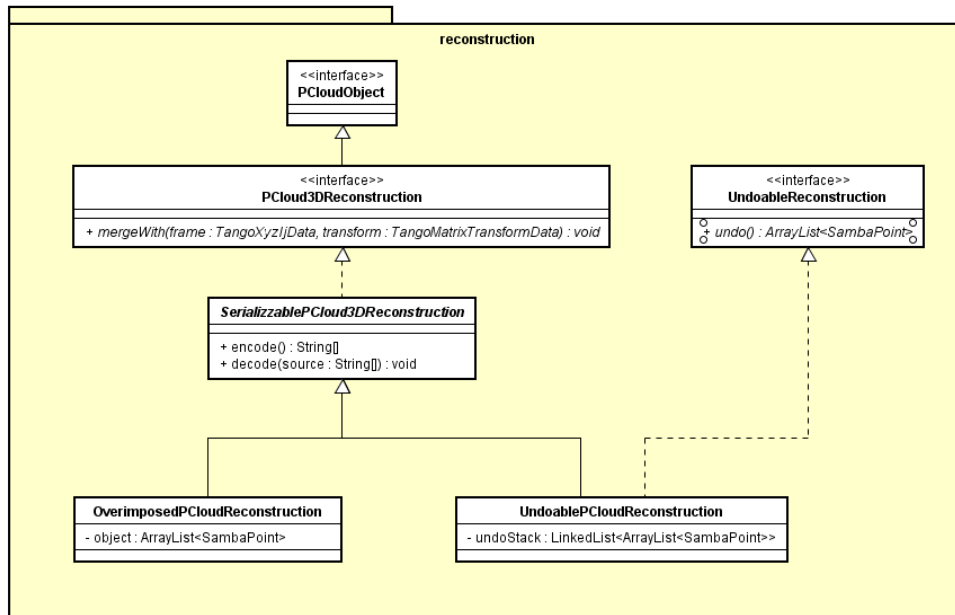 reconstruction
<<interface>>
PCloudObject
<<interface>>
PCloud3DReconstruction
+ mergeWith(frame : TangoXyzIjData, transform : TangoMatrixTransformData) : void
<<interface>>
UndoableReconstruction
+ undo() : ArrayList<SambaPoint>
SerializzablePCloud3DReconstruction
+ encode() : String[]
+ decode(source : String[]) : void
OverimposedPCloudReconstruction
- object : ArrayList<SambaPoint>
UndoablePCloudReconstruction
- undoStack : LinkedList<ArrayList<SambaPoint>>